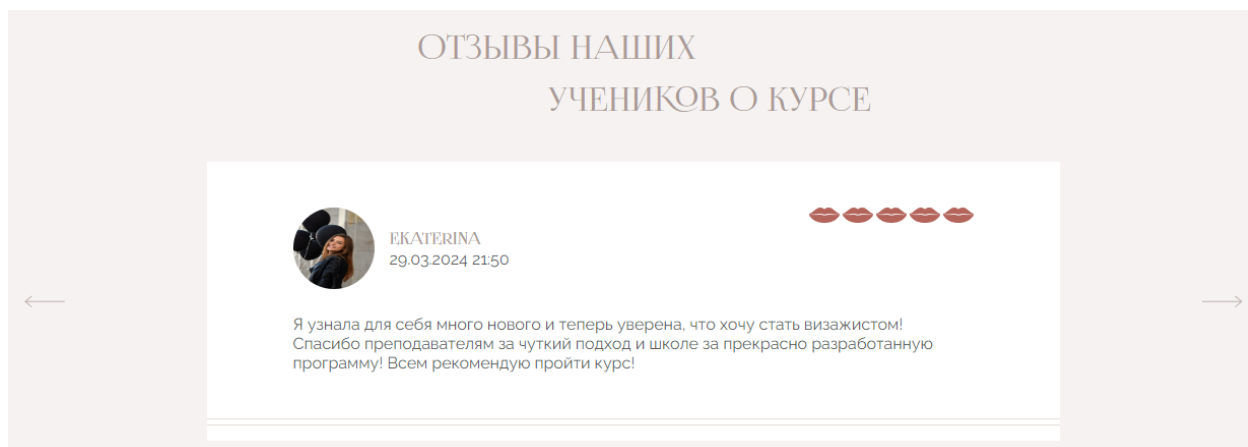 ОТЗЫВЫ НАШИХ
УЧЕНИКОВ О КУРСЕ
EKATERINA
29.03.2024 21:50
Я узнала для себя много нового и теперь уверена, что хочу стать визажистом!
Спасибо преподавателям за чуткий подход и школе за прекрасно разработанную
программу! Всем рекомендую пройти курс!